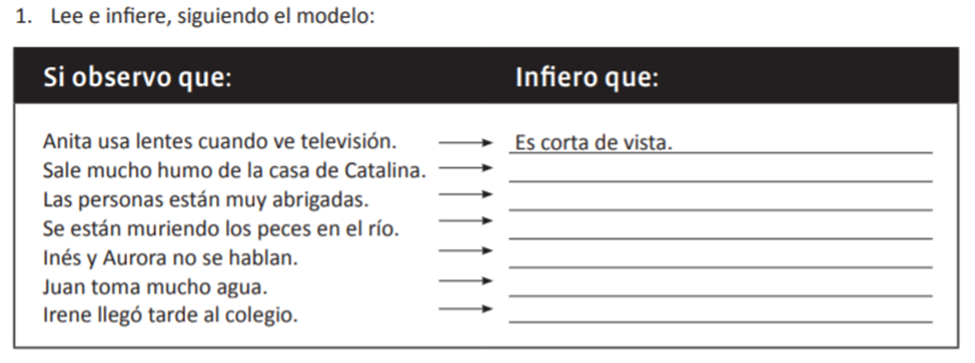 1. Lee e infiere, siguiendo el modelo:
Si observo que: Infiero que:
Anita usa lentes cuando ve televisión. Es corta de vista.
Sale mucho humo de la casa de Catalina.
Las personas están muy abrigadas.
Se están muriendo los peces en el río.
Inés y Aurora no se hablan.
Juan toma mucho agua.
Irene llegó tarde al colegio.